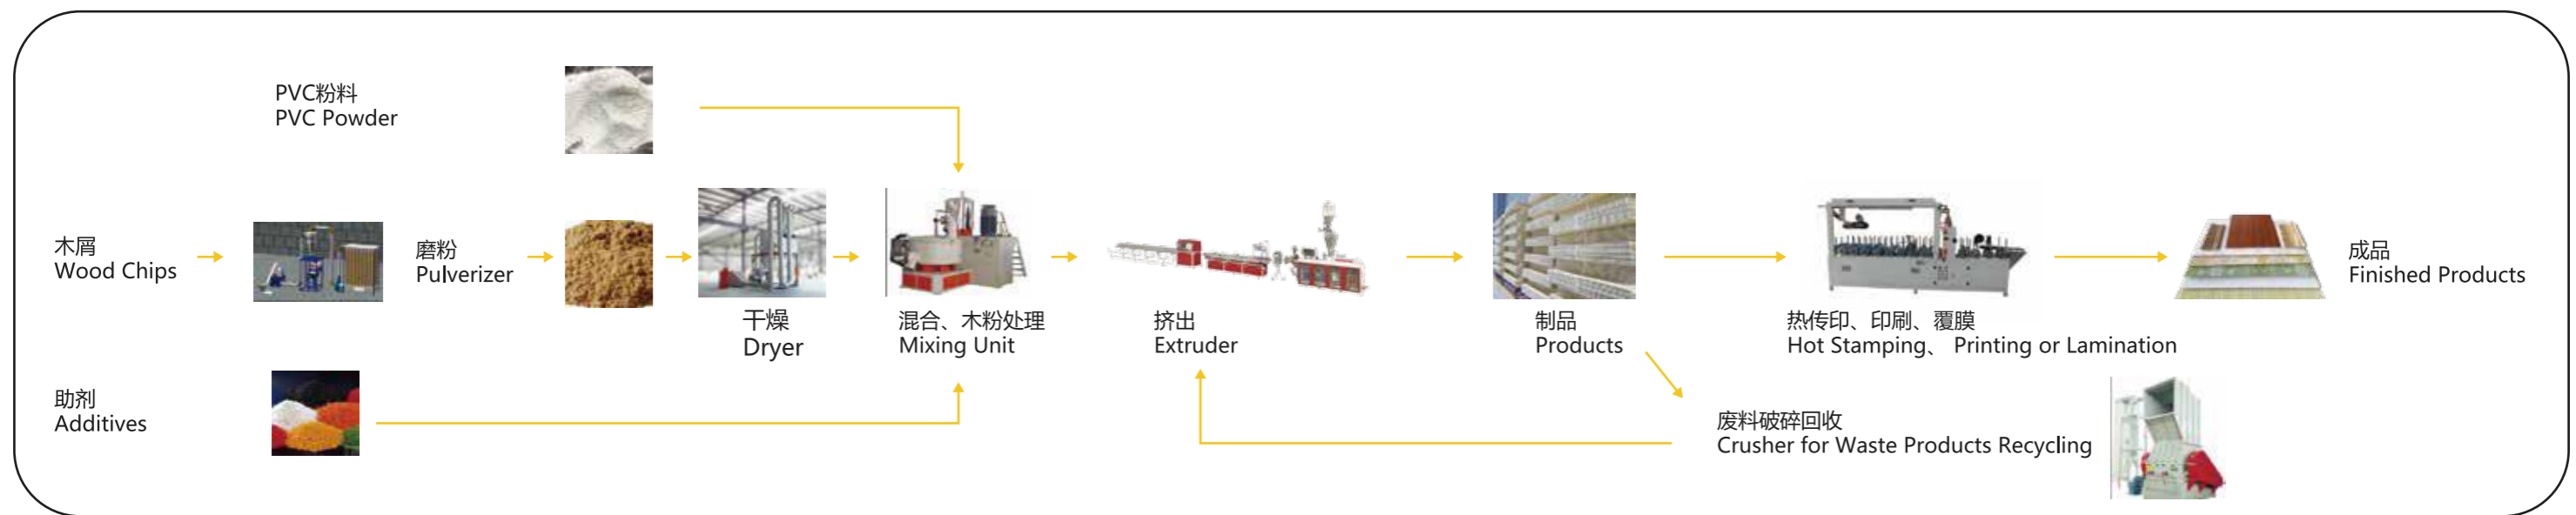 PVC粉料
PVC Powder
木屑
Wood Chips
磨粉
Pulverizer
干燥
Dryer
混合、木粉处理
Mixing Unit
挤出
Extruder
制品
Products
热传印、印刷、覆膜
Hot Stamping、 Printing or Lamination
成品
Finished Products
助剂
Additives
废料破碎回收
Crusher for Waste Products Recycling